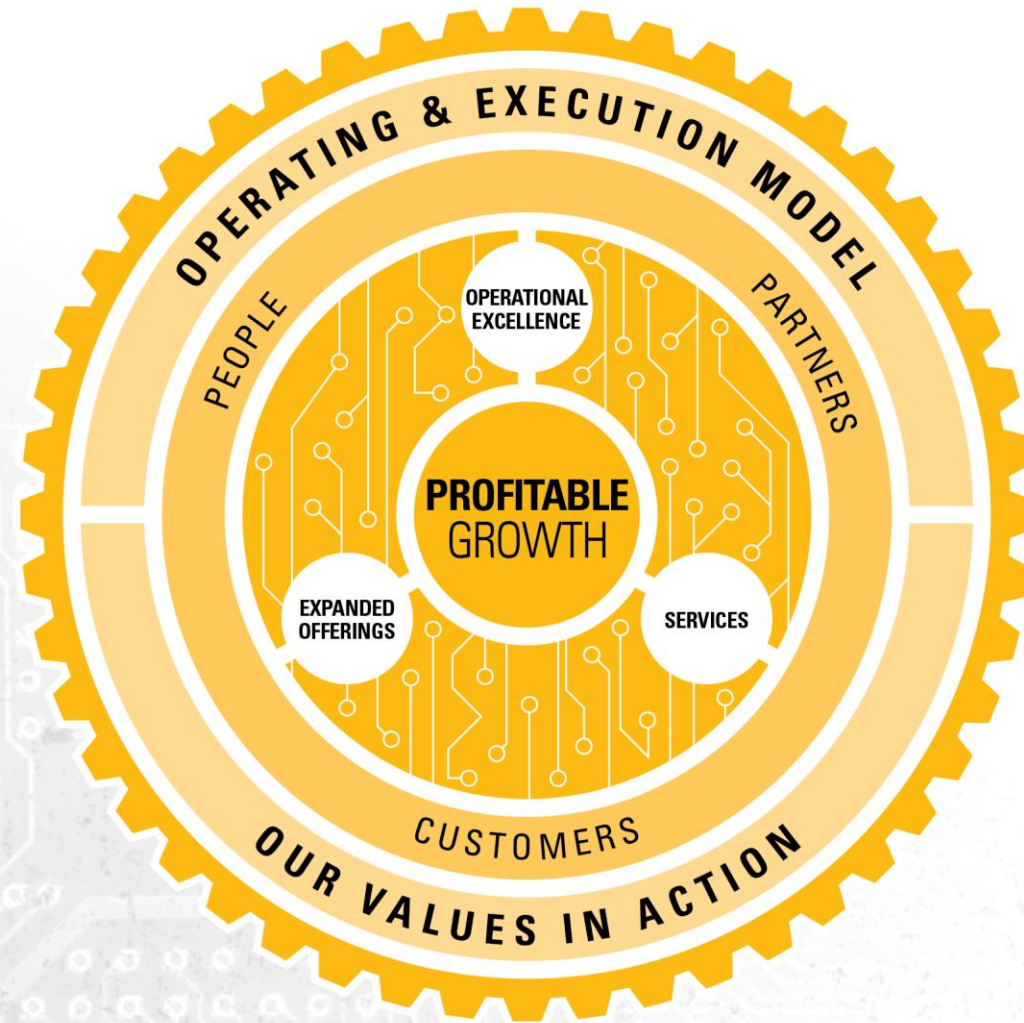 OPERATING & EXECUTION MODEL
PEOPLE
PARTNERS
OPERATIONAL
EXCELLENCE
PROFITABLE
GROWTH
EXPANDED
OFFERINGS
SERVICES
CUSTOMERS
OUR VALUES IN ACTION